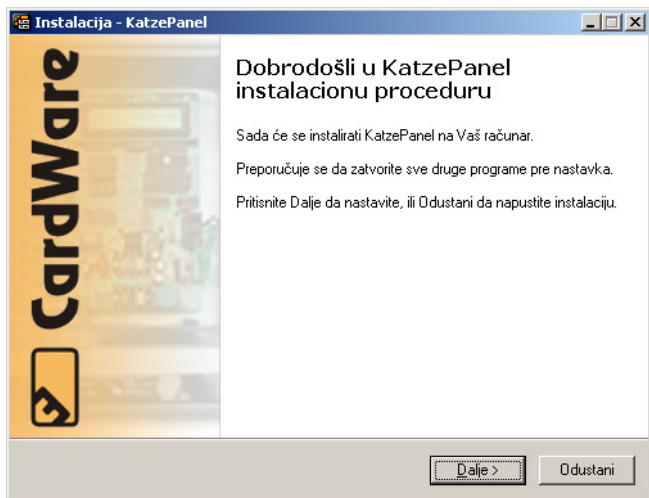 Instalacija - KatzePanel
CardWare
Dobrodošli u KatzePanel
instalacionu proceduru
Sada će se instalirati KatzePanel na Vaš računar.
Preporučuje se da zatvorite sve druge programe pre nastavka.
Pritisnite Dalje da nastavite, ili Odustani da napustite instalaciju.
Dalje >
Odustani